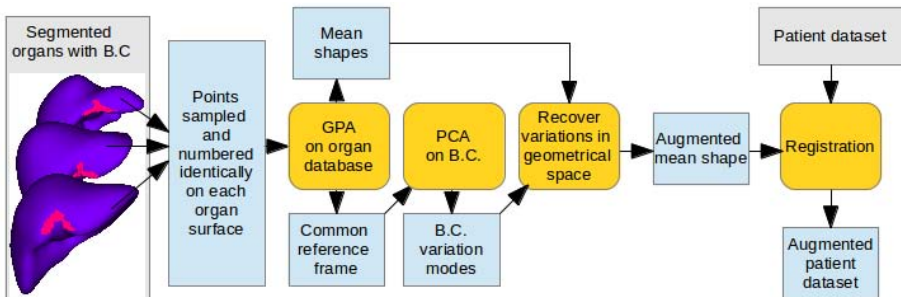 Segmented
organs with B.C
Points
sampled
and
numbered
identically
on each
organ
surface
Mean
shapes
GPA
on organ
database
Common
reference
frame
PCA
on B.C.
B.C.
variation
modes
Recover
variations in
geometrical
space
Augmented
mean shape
Patient dataset
Registration
Augmented
patient
dataset